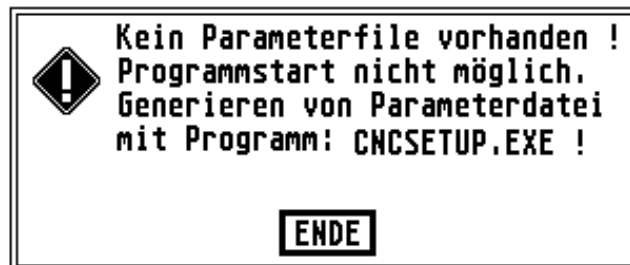 Kein Parameterfile vorhanden !
Programmstart nicht möglich.
Generieren von Parameterdatei
mit Programm: CNCSETUP.EXE !
ENDE